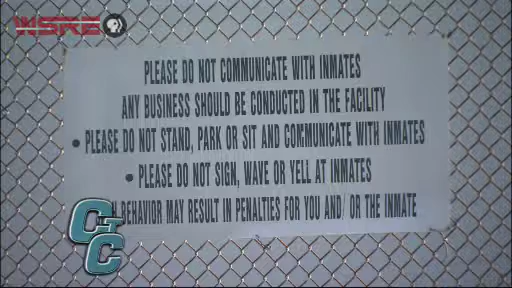 WSRE PBS
PLEASE DO NOT COMMUNICATE WITH INMATES
ANY BUSINESS SHOULD BE CONDUCTED IN THE FACILITY
• PLEASE DO NOT STAND, PARK OR SIT AND COMMUNICATE WITH INMATES
• PLEASE DO NOT SIGN, WAVE OR YELL AT INMATES
BEHAVIOR MAY RESULT IN PENALTIES FOR YOU AND/ OR THE INMATE